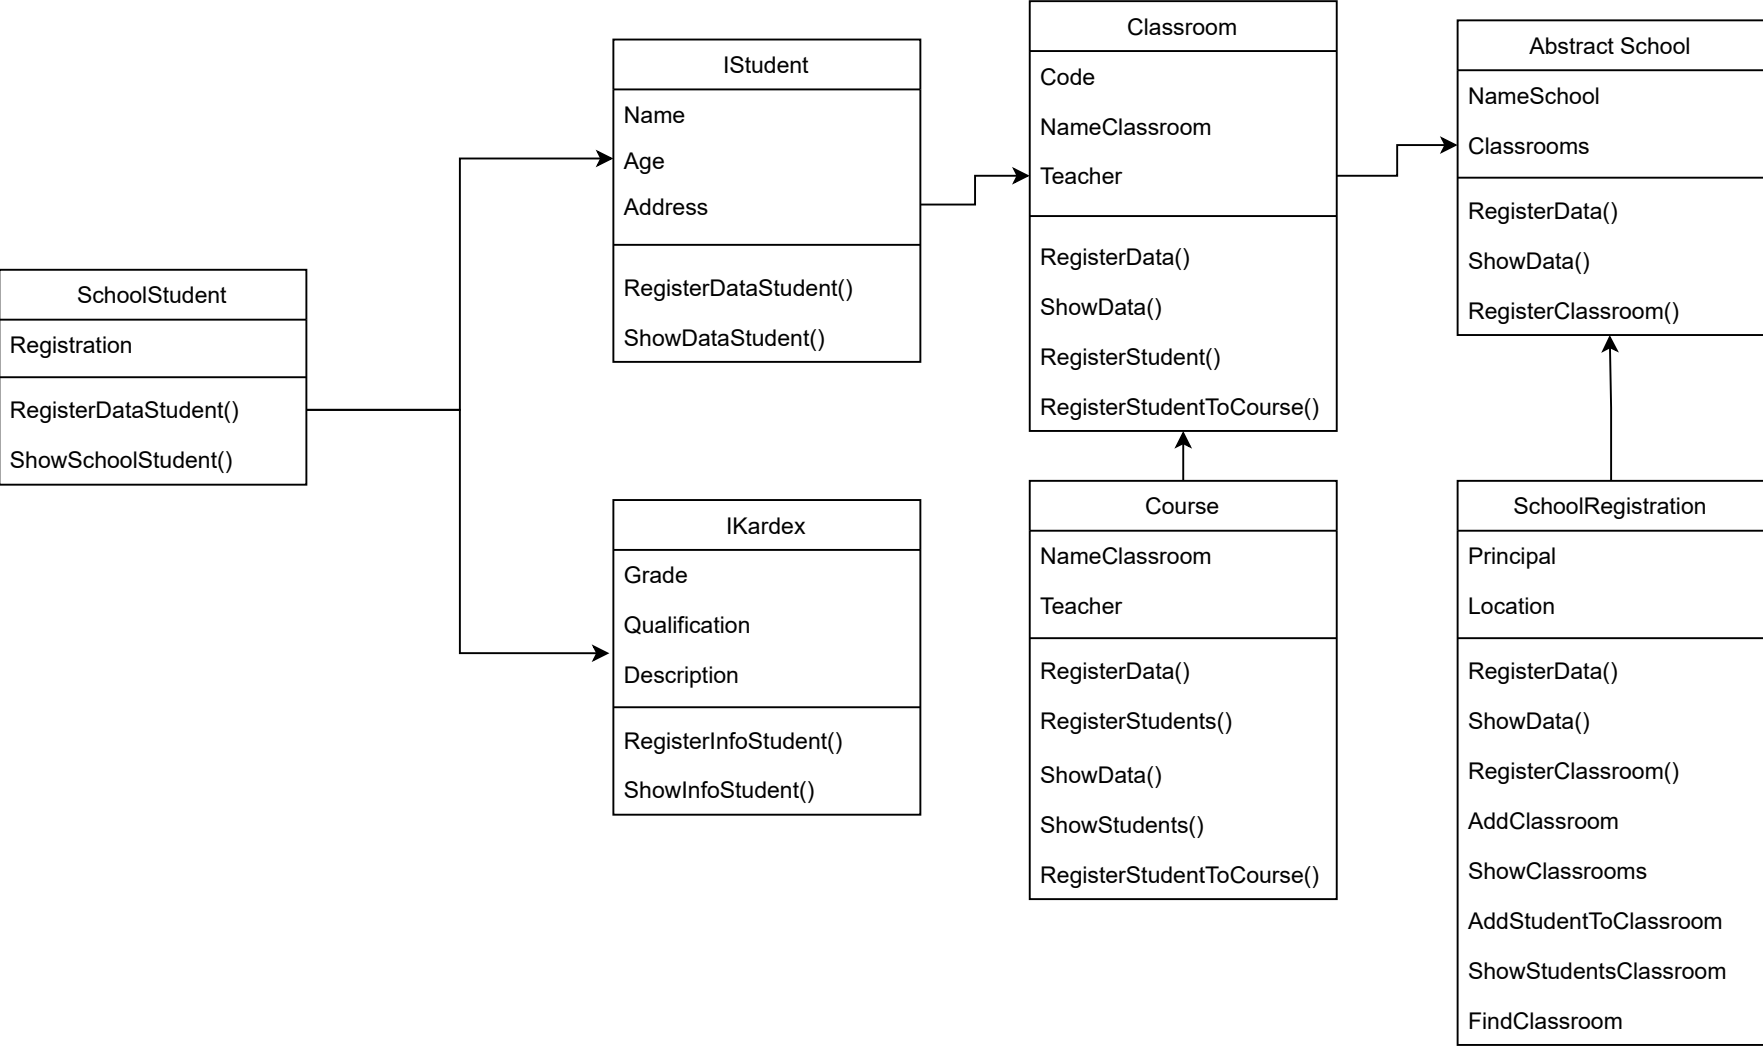 SchoolStudent
Registration
RegisterDataStudent()
ShowSchoolStudent()
IStudent
Name
Age
Address
RegisterDataStudent()
ShowDataStudent()
IKardex
Grade
Qualification
Description
RegisterInfoStudent()
ShowInfoStudent()
Classroom
Code
NameClassroom
Teacher
RegisterData()
ShowData()
RegisterStudent()
RegisterStudentToCourse()
Course
NameClassroom
Teacher
RegisterData()
RegisterStudents()
ShowData()
ShowStudents()
RegisterStudentToCourse()
Abstract School
NameSchool
Classrooms
RegisterData()
ShowData()
RegisterClassroom()
SchoolRegistration
Principal
Location
RegisterData()
ShowData()
RegisterClassroom()
AddClassroom
ShowClassrooms
AddStudentToClassroom
ShowStudentsClassroom
FindClassroom